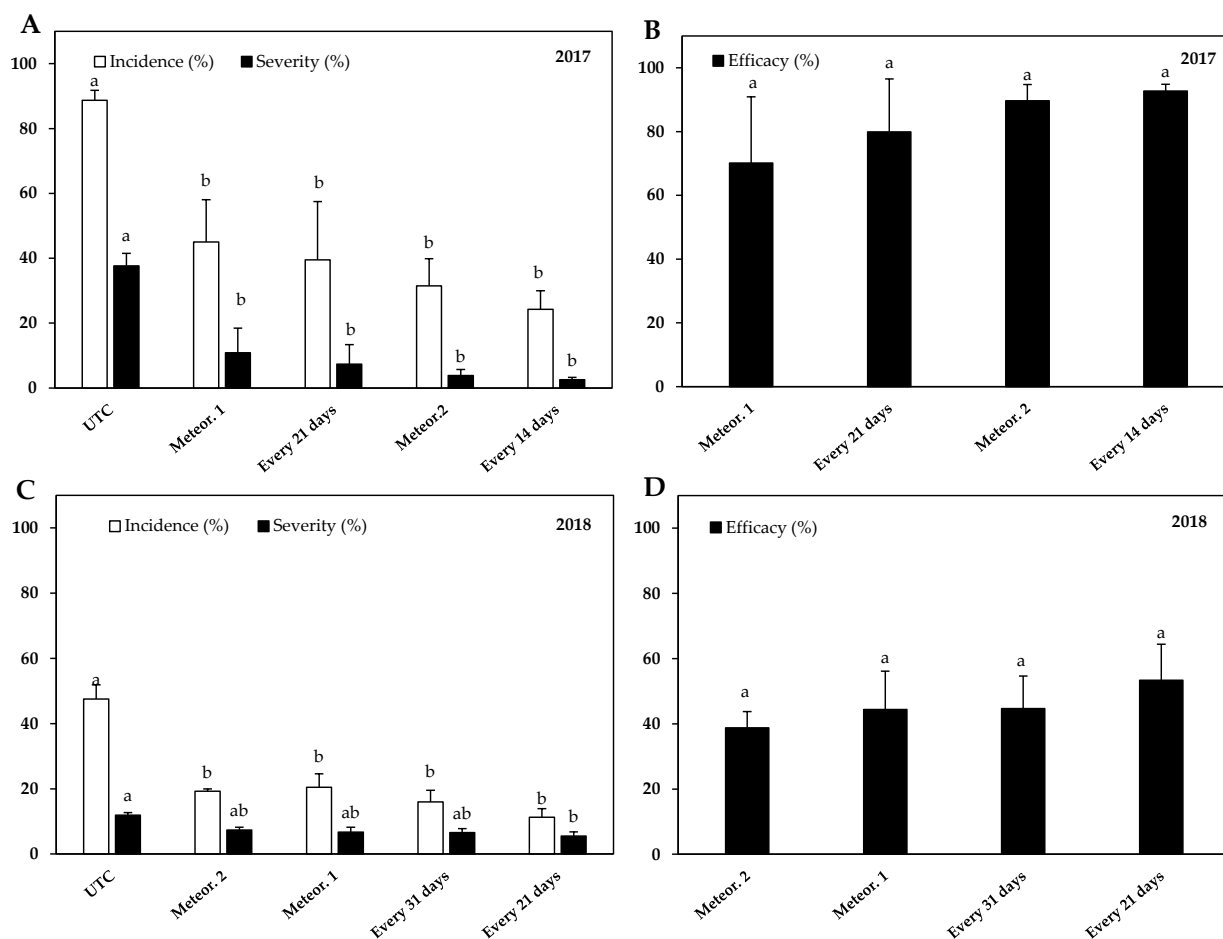 A
100
80
60
40
20
0
Incidence (%) Severity (%) 2017
a
a
b
b
b
b
b
b
b
b
UTC
Meteor. 1
Every 21 days
Meteor.2
Every 14 days
B
100
80
60
40
20
0
Efficacy (%) 2017
a
a
a
a
Meteor. 1
Every 21 days
Meteor. 2
Every 14 days
C
100
80
60
40
20
0
Incidence (%) Severity (%) 2018
a
a
b
ab
b
ab
b
ab
b
b
UTC
Meteor. 2
Meteor. 1
Every 31 days
Every 21 days
D
100
80
60
40
20
0
Efficacy (%) 2018
a
a
a
a
Meteor. 2
Meteor. 1
Every 31 days
Every 21 days